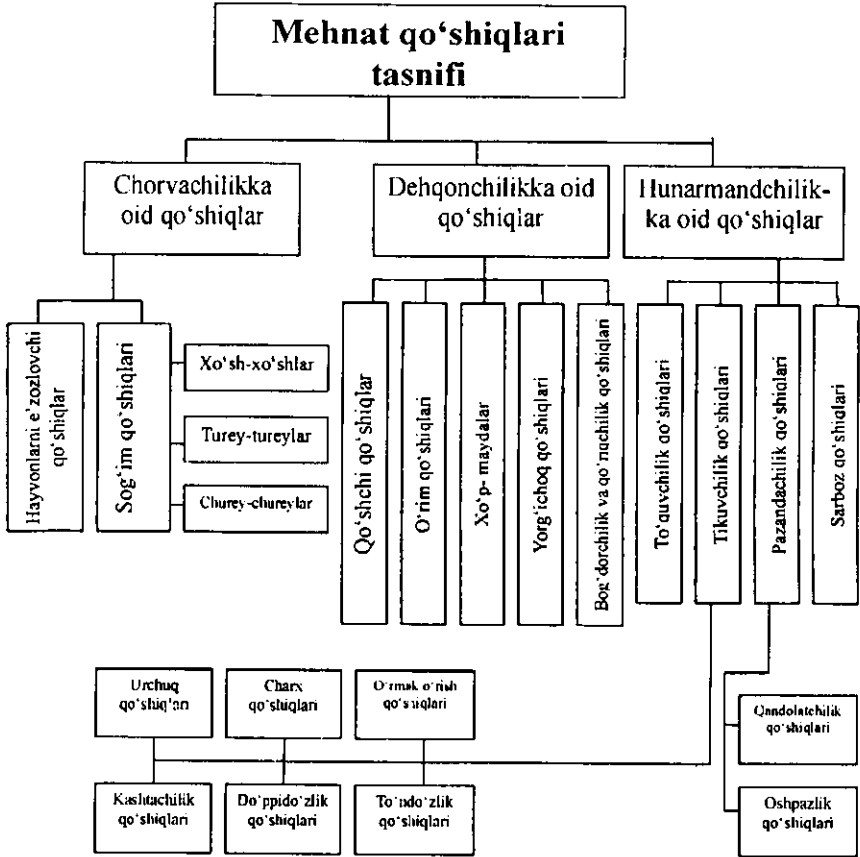 Mehnat qo‘shiqlari
tasnifi
Chorvachilikka
oid qo‘shiqlar
Dehqonchilikka oid
qo‘shiqlar
Hunarmandchilik-
ka oid qo‘shiqlar
Hayvonlarni e’zozlovchi
qo‘shiqlar
Sog‘im qo‘shiqlari
Xo‘sh-xo‘shlar
Turey-tureylar
Churey-chureylar
Qo‘shchi qo‘shiqlar
O‘rim qo‘shiqlari
Xo‘p- maydalar
Yorg‘ichoq qo‘shiqlari
Bog‘dorchilik va qo‘riqchilik qo‘shiqlari
To‘quvchilik qo‘shiqlari
Tikuvchilik qo‘shiqlari
Pazandachilik qo‘shiqlari
Sarboz qo‘shiqlari
Urchuq
qo‘shiqlari
Charx
qo‘shiqlari
O‘rmak o‘rish
qo‘shiqlari
Kashtachilik
qo‘shiqlari
Do‘ppido‘zlik
qo‘shiqlari
To‘ndo‘zlik
qo‘shiqlari
Qandolatchilik
qo‘shiqlari
Oshpazlik
qo‘shiqlari